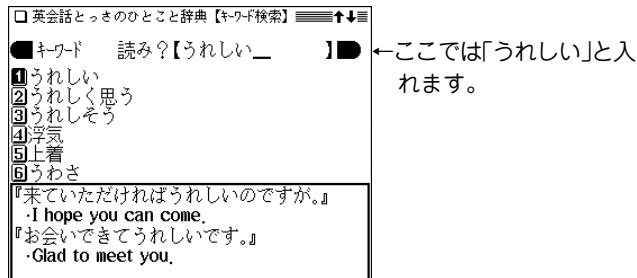 英会話とっさのひとこと辞典【ｷｰﾜｰﾄﾞ検索】
ｷｰﾜｰﾄﾞ 読み？【うれしい_ 】
←ここでは「うれしい」と入れます。
1うれしい
2うれしく思う
3うれしそう
4浮気
5上着
6うわさ
『来ていただければうれしいのですが。』
・I hope you can come.
『お会いできてうれしいです。』
・Glad to meet you.